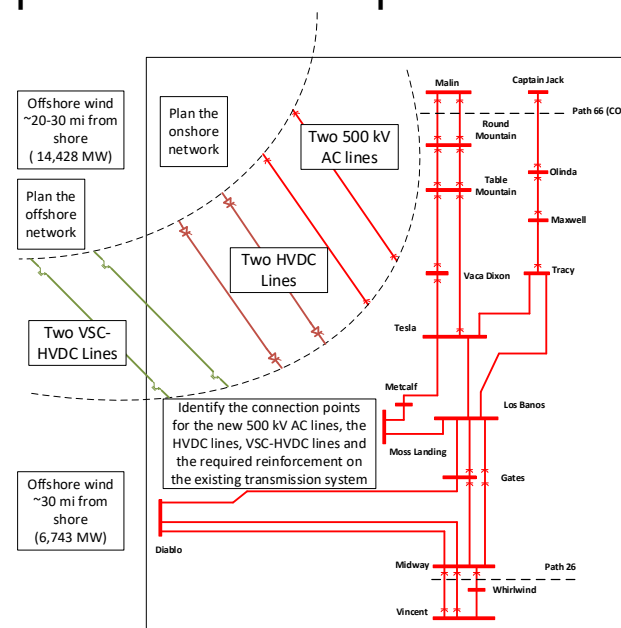 Malin
Captain Jack
Offshore wind
~20-30 mi from
shore
( 14,428 MW)
Plan the
onshore
network
Two 500 kV
AC lines
Path 66 (CO
Round
Mountain
Olinda
Table
Mountain
Plan the
offshore
network
Maxwell
Two HVDC
Lines
Vaca Dixon
Tracy
Two VSC-
HVDC Lines
Tesla
Metcalf
Los Banos
Identify the connection points
for the new 500 kV AC lines, the
HVDC lines, VSC-HVDC lines and
the required reinforcement on
the existing transmission system
Moss Landing
Gates
Offshore wind
~30 mi from
shore
(6,743 MW)
Diablo
Midway
Path 26
Whirlwind
Vincent